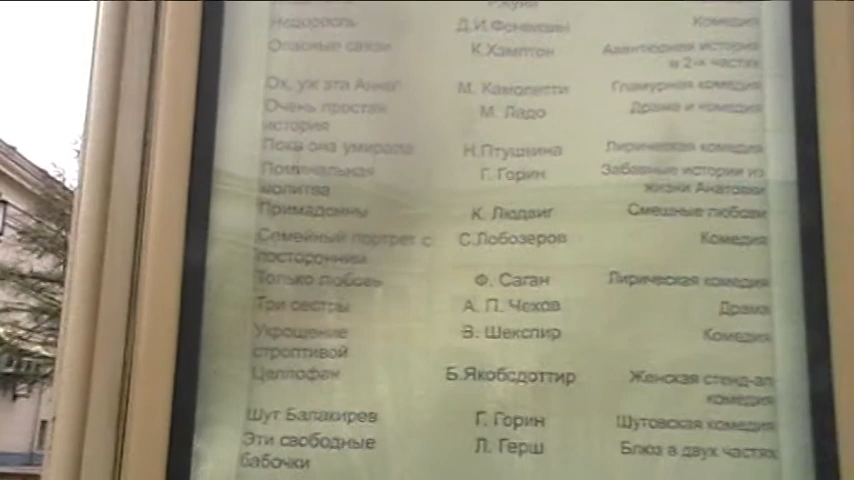 Р.Куни
Недоросль Д.И.Фонвизин Комедия
Опасные связи К.Хэмптон Авантюрная история
в 2-х частях
Ох, уж эта Анна! М. Камолетти Гламурная комедия
Очень простая М. Ладо Драма и комедия
история
Пока она умирала Н.Птушкина Лирическая комедия
Поминальная Г. Горин Забавные истории из
молитва жизни Анатовки
Примадонны К. Людвиг Смешные любови
Семейный портрет с С.Лобозеров Комедия
посторонним
Только любовь Ф. Саган Лирическая комедия
Три сестры А. П. Чехов Драма
Укрощение В. Шекспир Комедия
строптивой
Целлофан Б.Якобсдоттир Женская стенд-ап
комедия
Шут Балакирев Г. Горин Шутовская комедия
Эти свободные Л. Герш Блюз в двух частях
бабочки